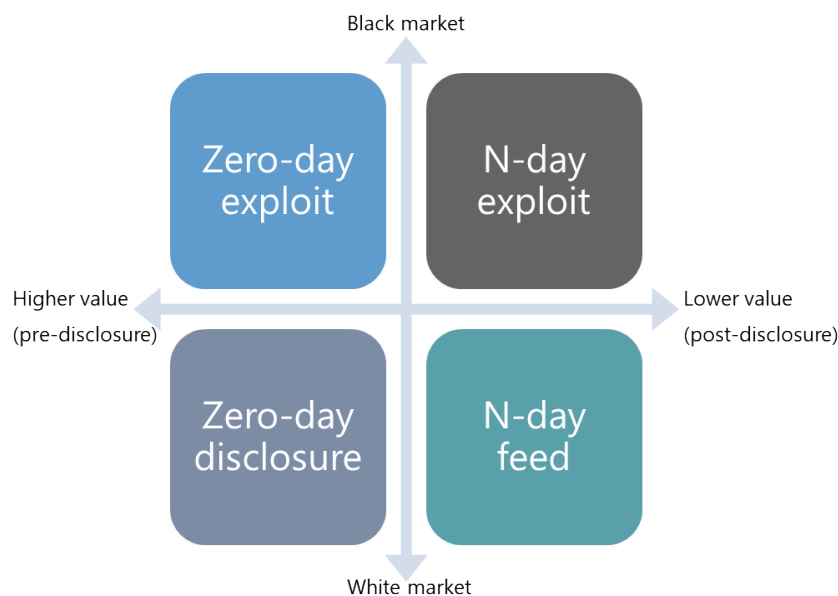 Black market
Zero-day
exploit
N-day
exploit
Higher value
(pre-disclosure)
Lower value
(post-disclosure)
Zero-day
disclosure
N-day
feed
White market